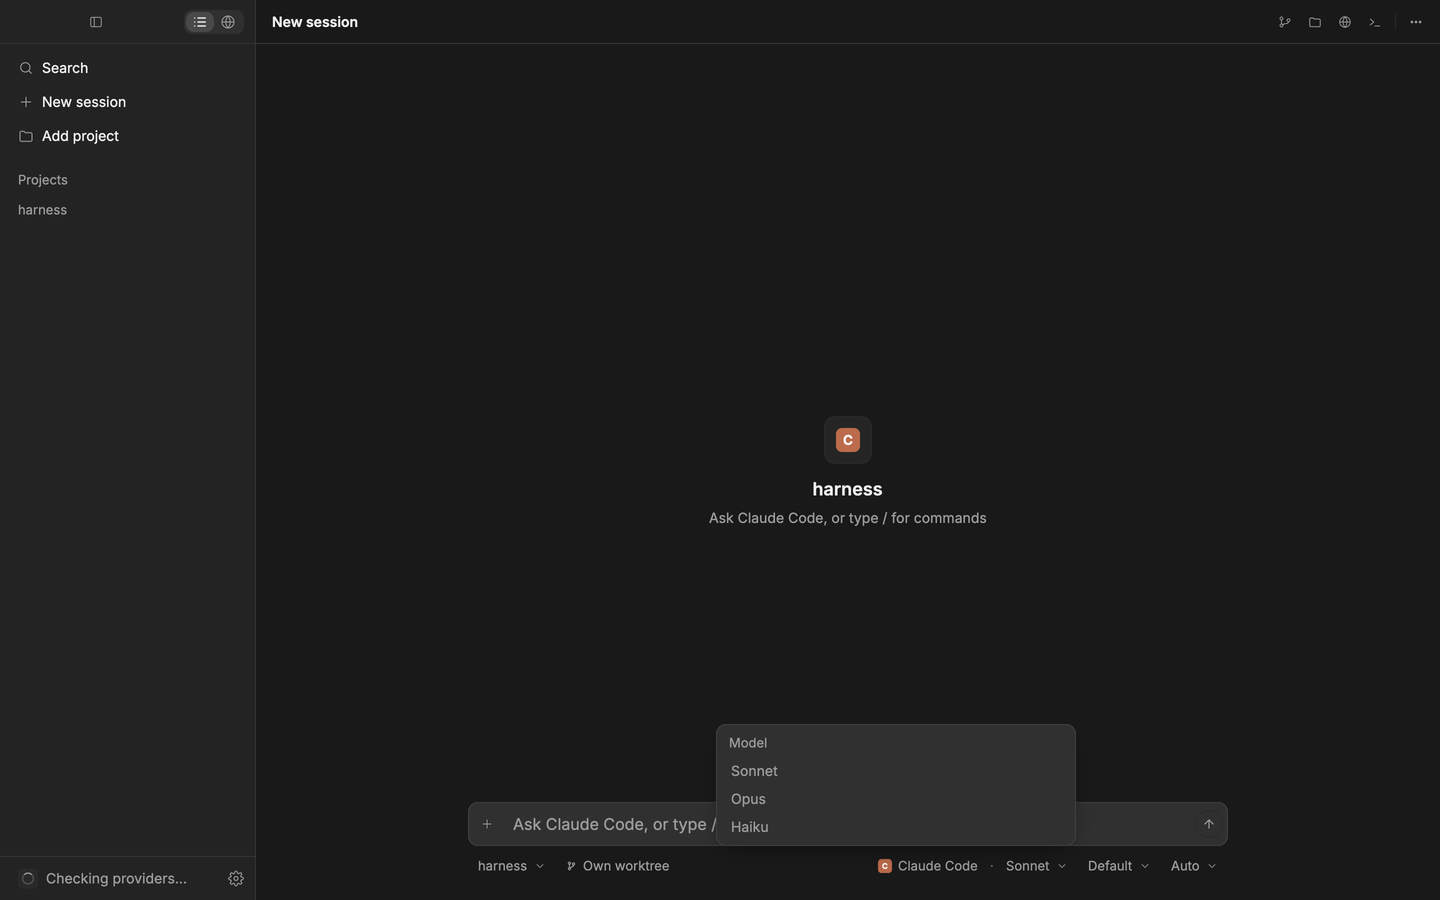 New session
Search
New session
Add project
Projects
harness
C
harness
Ask Claude Code, or type / for commands
Model
Sonnet
Opus
Haiku
Ask Claude Code, or type /
harness
Own worktree
C Claude Code · Sonnet
Default
Auto
Checking providers...